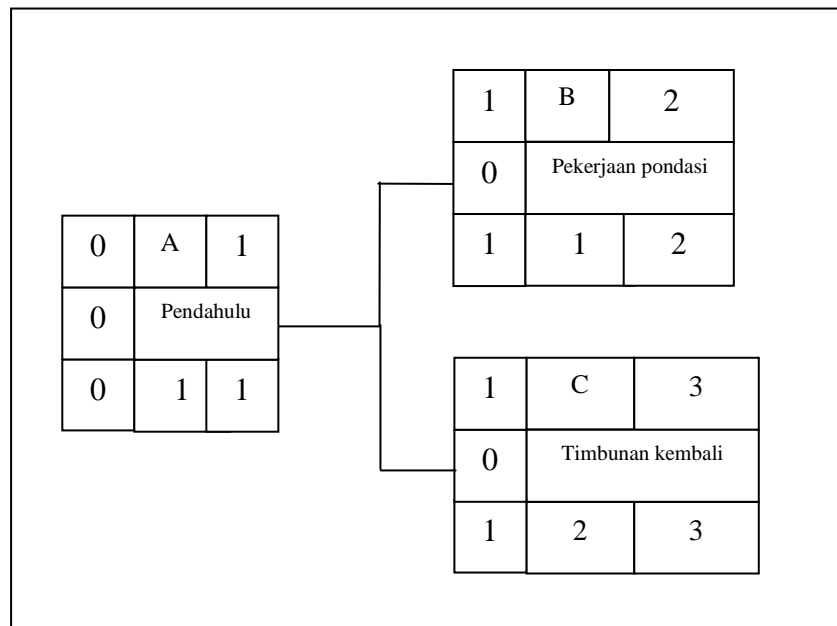 0 A 1
0 Pendahulu
0 1 1
1 B 2
0 Pekerjaan pondasi
1 1 2
1 C 3
0 Timbunan kembali
1 2 3